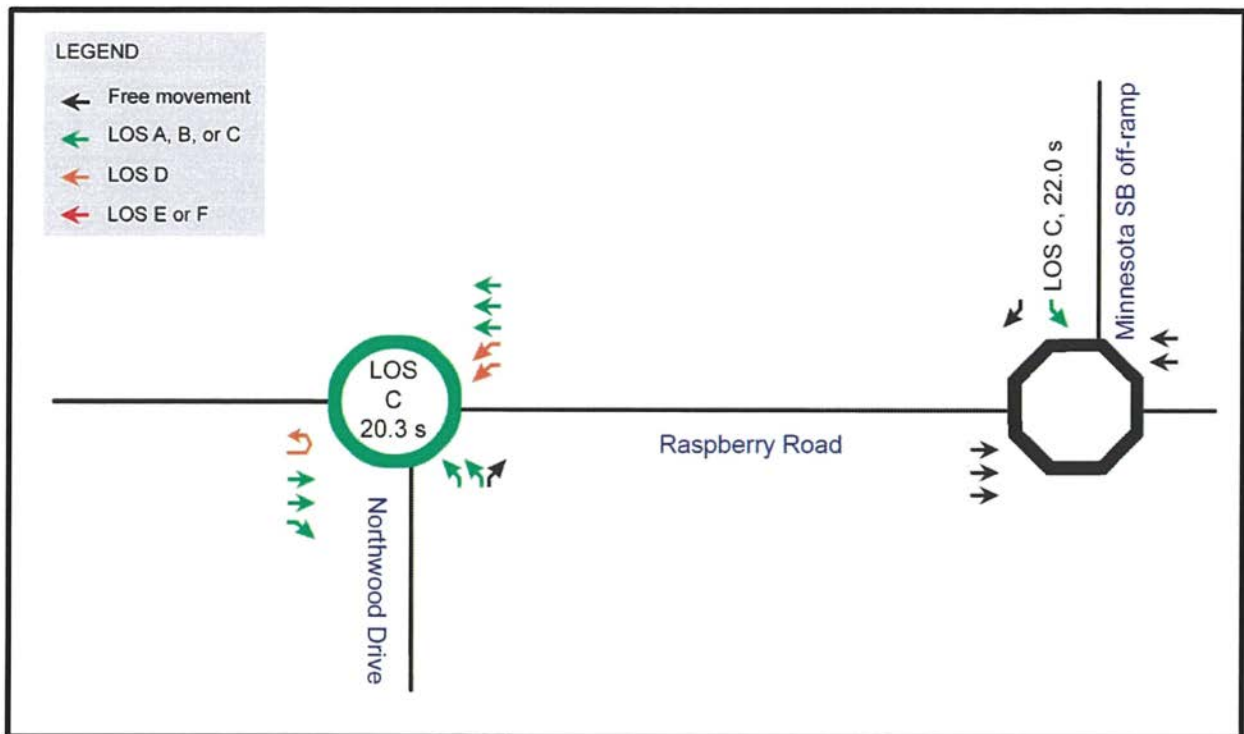 LEGEND
Free movement
LOS A, B, or C
LOS D
LOS E or F
LOS
C
20.3 s
Northwood Drive
Raspberry Road
LOS C, 22.0 s
Minnesota SB off-ramp